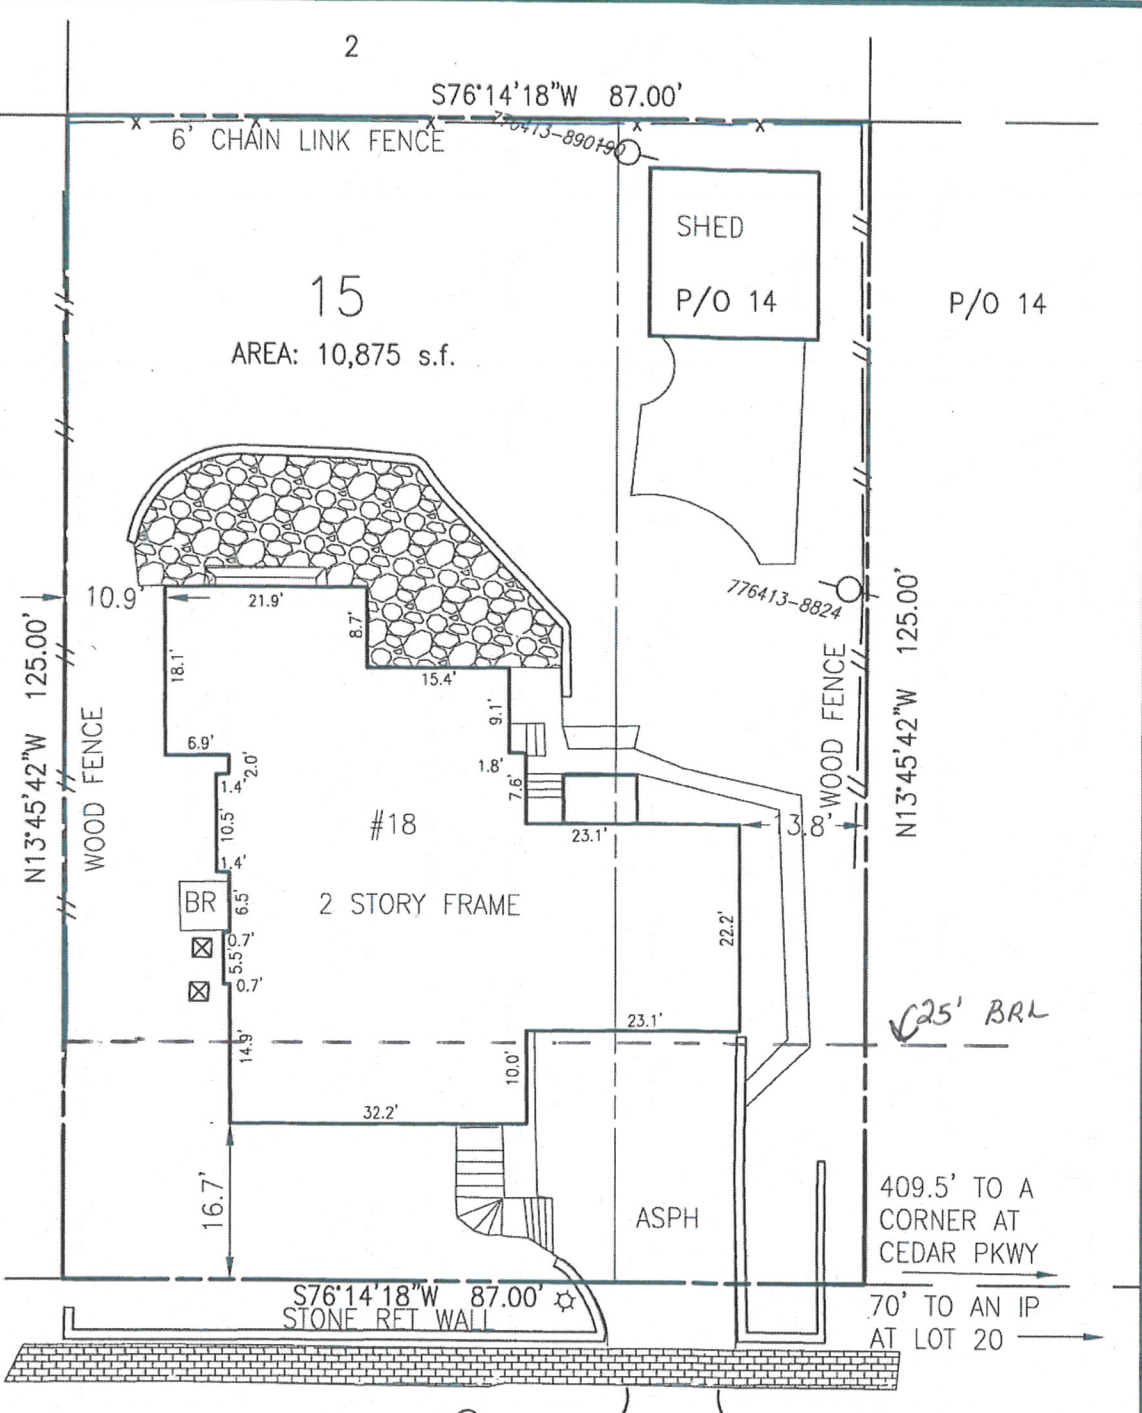 2
S76°14'18"W 87.00'
6' CHAIN LINK FENCE
776413-890190
SHED
P/O 14
P/O 14
15
AREA: 10,875 s.f.
10.9'
21.9'
8.7'
18.1'
15.4'
9.1'
776413-8824
N13°45'42"W 125.00'
WOOD FENCE
WOOD FENCE
N13°45'42"W 125.00'
6.9'
2.0'
1.4'
10.5'
1.4'
1.8'
7.6'
23.1'
3.8'
#18
2 STORY FRAME
BR
6.5'
0.7'
5.5'
0.7'
22.2'
23.1'
25' BRL
14.9'
10.0'
32.2'
16.7'
ASPH
409.5' TO A
CORNER AT
CEDAR PKWY
S76°14'18"W 87.00'
STONE RET WALL
70' TO AN IP
AT LOT 20